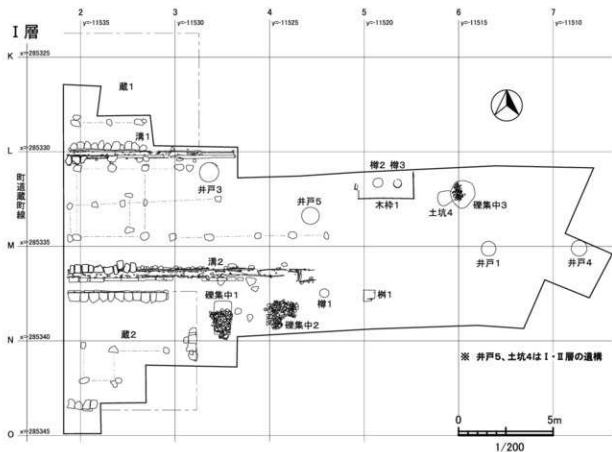 I層
2 3 4 5 6 7
y=-11535 y=-11530 y=-11525 y=-11520 y=-11515 y=-11510
K x=285325
蔵1
溝1
L x=285330
町道蔵町線
井戸3
井戸5
樽2 樽3
木枠1
土坑4
礫集中3
M x=285335
井戸1
井戸4
溝2
礫集中1
礫集中2
樽1
桝1
蔵2
N x=285340
※ 井戸5、土坑4はI・II層の遺構
0 5m
1/200
O x=285345